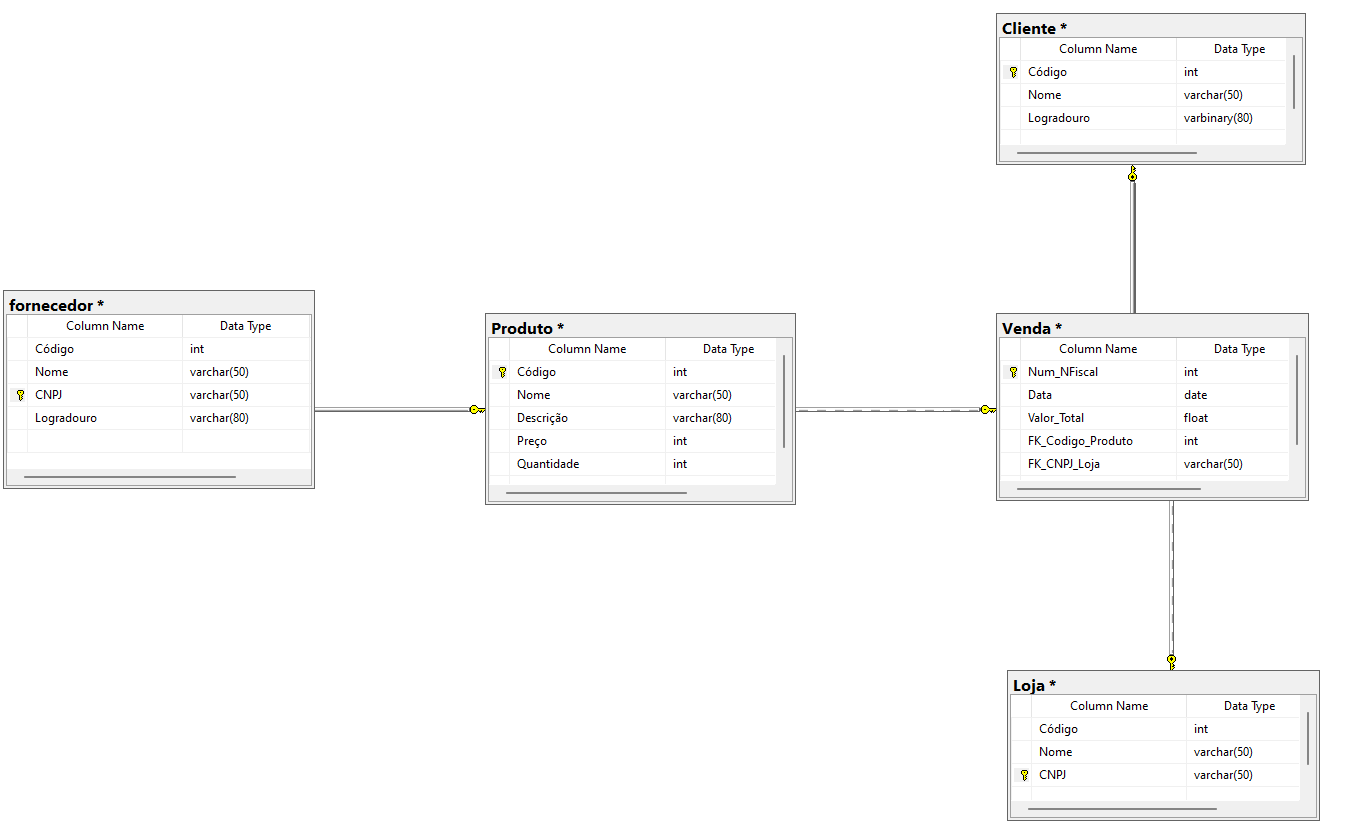 Cliente *
Column Name Data Type
Código int
Nome varchar(50)
Logradouro varbinary(80)
fornecedor *
Column Name Data Type
Código int
Nome varchar(50)
CNPJ varchar(50)
Logradouro varchar(80)
Produto *
Column Name Data Type
Código int
Nome varchar(50)
Descrição varchar(80)
Preço int
Quantidade int
Venda *
Column Name Data Type
Num_NFiscal int
Data date
Valor_Total float
FK_Codigo_Produto int
FK_CNPJ_Loja varchar(50)
Loja *
Column Name Data Type
Código int
Nome varchar(50)
CNPJ varchar(50)